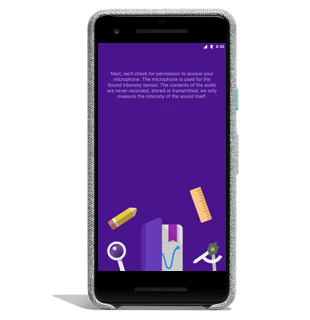 8:00
Next, we'll check for permission to access your
microphone. The microphone is used for the
Sound Intensity sensor. The contents of the audio
are never recorded, stored or transmitted, we only
measure the intensity of the sound itself.